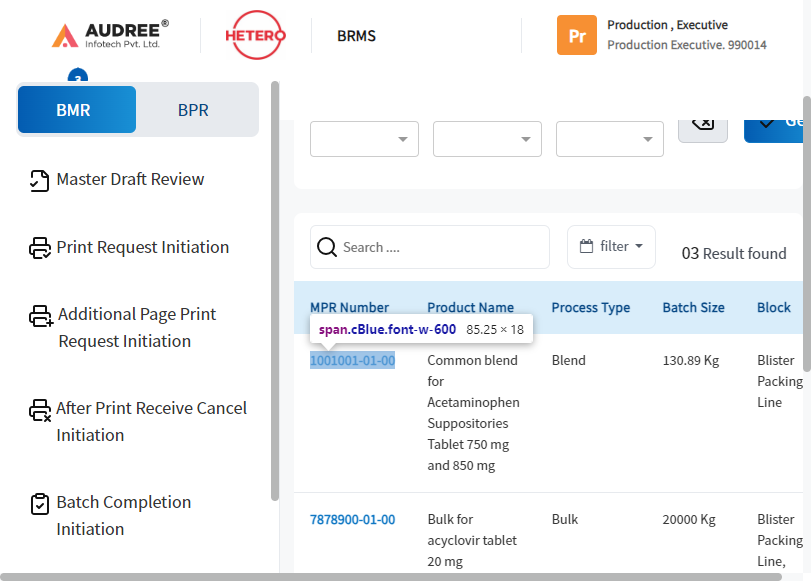 AUDREE®
Infotech Pvt. Ltd.
HETERO
BRMS
Pr
Production , Executive
Production Executive. 990014
3
BMR
BPR
Master Draft Review
Print Request Initiation
Additional Page Print
Request Initiation
After Print Receive Cancel
Initiation
Batch Completion
Initiation
Ge
Search ....
filter
03 Result found
MPR Number
Product Name
Process Type
Batch Size
Block
span.cBlue.font-w-600 85.25 × 18
1001001-01-00
Common blend
for
Acetaminophen
Suppositories
Tablet 750 mg
and 850 mg
Blend
130.89 Kg
Blister
Packing
Line
7878900-01-00
Bulk for
acyclovir tablet
20 mg
Bulk
20000 Kg
Blister
Packing
Line,